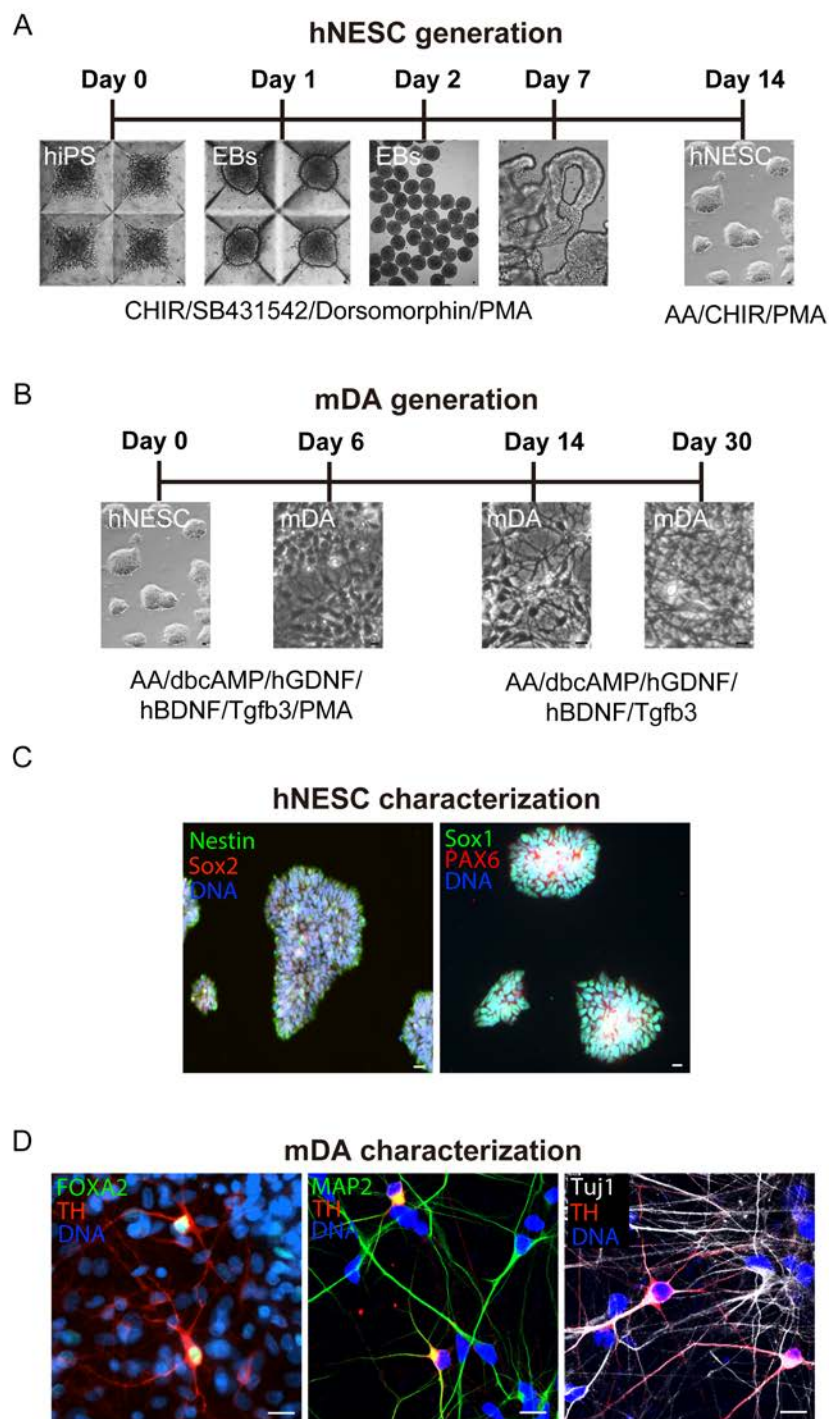 A
hNESC generation
Day 0 Day 1 Day 2 Day 7 Day 14
hiPS EBs EBs hNESC
CHIR/SB431542/Dorsomorphin/PMA AA/CHIR/PMA
B
mDA generation
Day 0 Day 6 Day 14 Day 30
hNESC mDA mDA mDA
AA/dbcAMP/hGDNF/
hBDNF/Tgfb3/PMA
AA/dbcAMP/hGDNF/
hBDNF/Tgfb3
C
hNESC characterization
Nestin
Sox2
DNA
Sox1
PAX6
DNA
D
mDA characterization
FOXA2
TH
DNA
MAP2
TH
DNA
Tuj1
TH
DNA